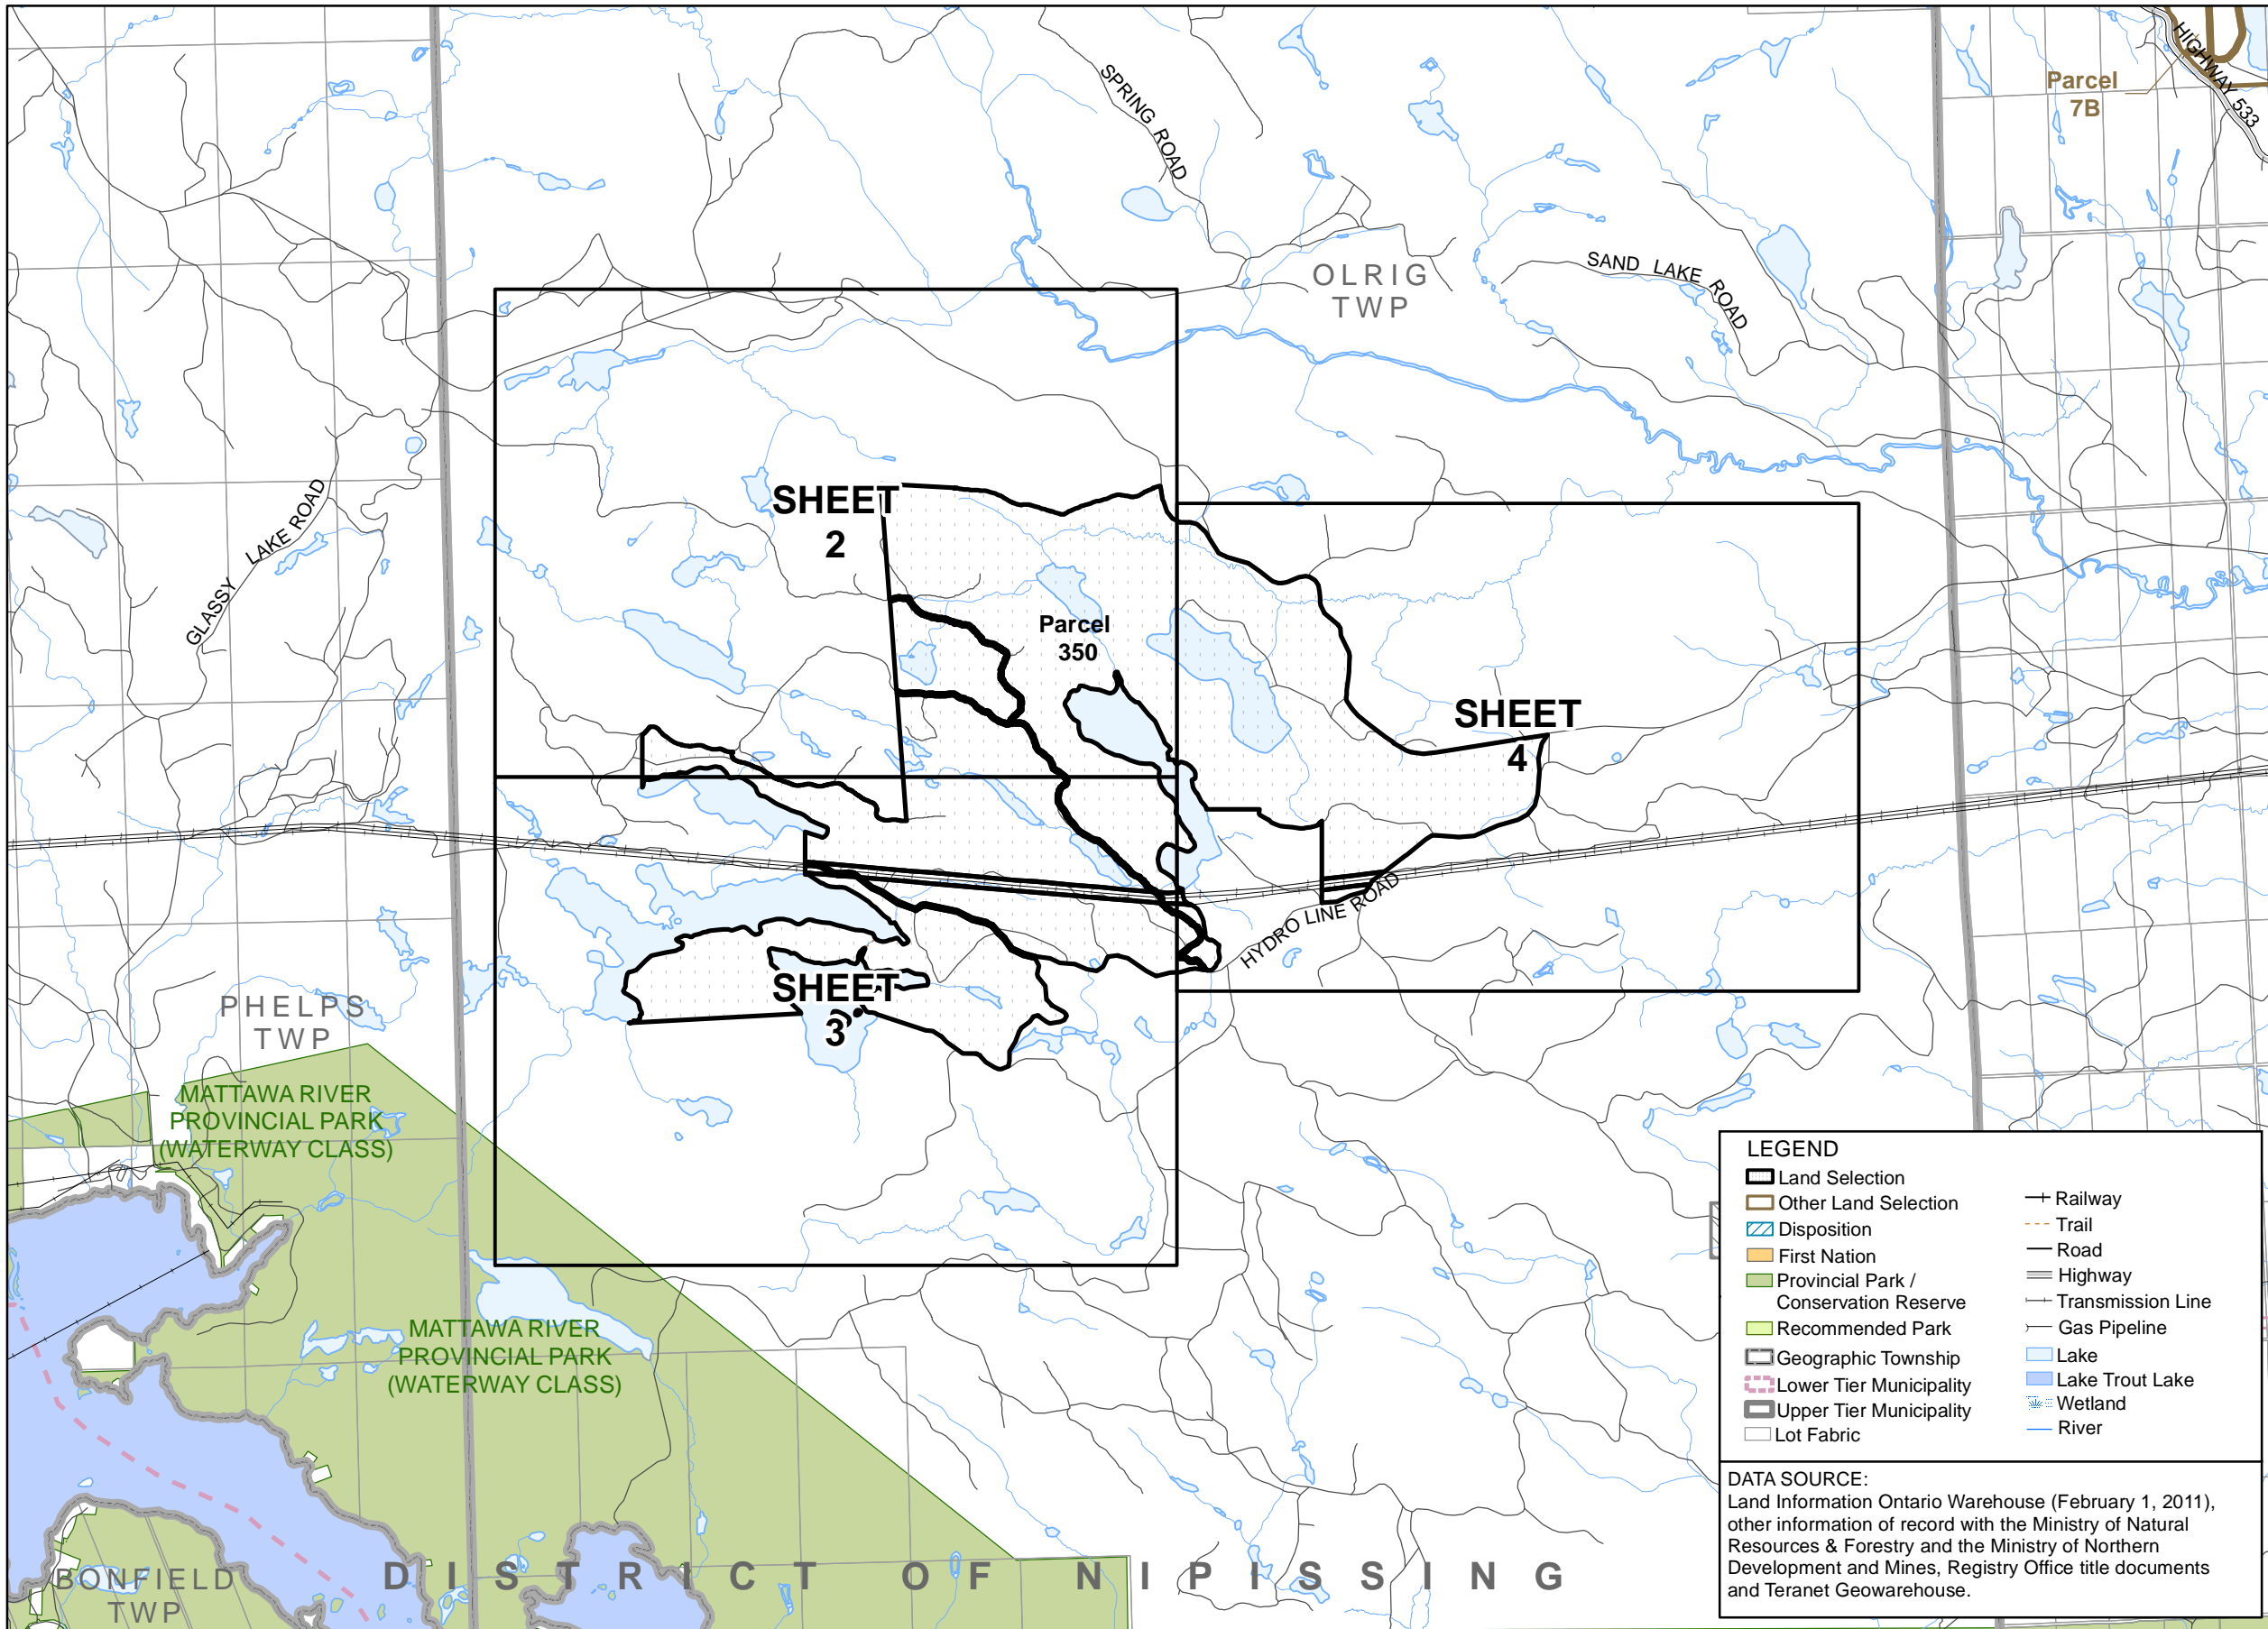 HIGHWAY 533
Parcel
7B
SPRING ROAD
OLRIG
TWP
SAND LAKE ROAD
GLASSY LAKE ROAD
SHEET
2
Parcel
350
SHEET
4
HYDRO LINE ROAD
SHEET
3
PHELPS
TWP
MATTAWA RIVER
PROVINCIAL PARK
(WATERWAY CLASS)
MATTAWA RIVER
PROVINCIAL PARK
(WATERWAY CLASS)
BONFIELD
TWP
DISTRICT OF NIPISSING
LEGEND
Land Selection
Other Land Selection
Disposition
First Nation
Provincial Park /
Conservation Reserve
Recommended Park
Geographic Township
Lower Tier Municipality
Upper Tier Municipality
Lot Fabric
Railway
Trail
Road
Highway
Transmission Line
Gas Pipeline
Lake
Lake Trout Lake
Wetland
River
DATA SOURCE:
Land Information Ontario Warehouse (February 1, 2011),
other information of record with the Ministry of Natural
Resources & Forestry and the Ministry of Northern
Development and Mines, Registry Office title documents
and Teranet Geowarehouse.